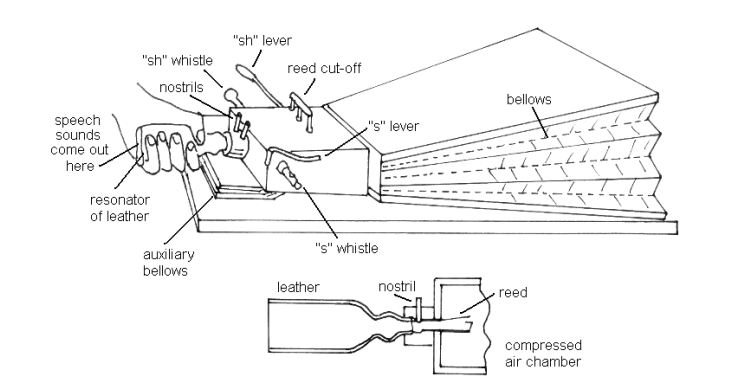 "sh" lever
"sh" whistle
reed cut-off
nostrils
bellows
speech
sounds
come out
here
"s" lever
resonator
of leather
auxiliary
bellows
"s" whistle
leather
nostril
reed
compressed
air chamber